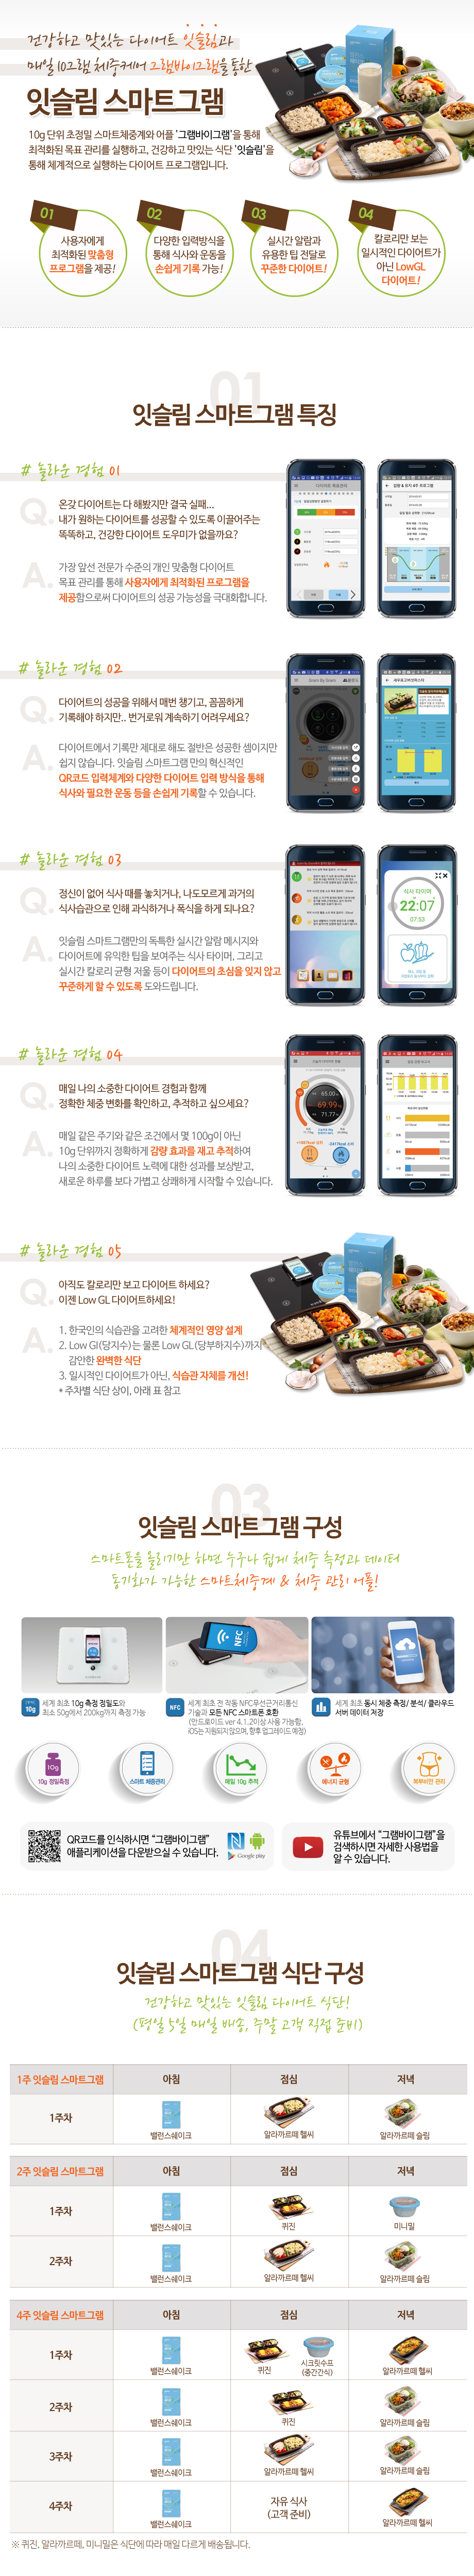 건강하고 맛있는 다이어트 잇슬림과
매일 10그램 체중케어 그램바이그램을 통한
잇슬림 스마트그램
10g 단위 초정밀 스마트체중계와 어플 '그램바이그램'을 통해
최적화된 목표 관리를 실행하고, 건강하고 맛있는 식단 '잇슬림'을
통해 체계적으로 실행하는 다이어트 프로그램입니다.
01
사용자에게
최적화된 맞춤형
프로그램을 제공!
02
다양한 입력방식을
통해 식사와 운동을
손쉽게 기록 가능!
03
실시간 알람과
유용한 팁 전달로
꾸준한 다이어트!
04
칼로리만 보는
일시적인 다이어트가
아닌 LowGL
다이어트!
01
잇슬림 스마트그램 특징
# 놀라운 경험 01
Q.
온갖 다이어트는 다 해봤지만 결국 실패...
내가 원하는 다이어트를 성공할 수 있도록 이끌어주는
똑똑하고, 건강한 다이어트 도우미가 없을까요?
A.
가장 앞선 전문가 수준의 개인 맞춤형 다이어트
목표 관리를 통해 사용자에게 최적화된 프로그램을
제공함으로써 다이어트의 성공 가능성을 극대화합니다.
# 놀라운 경험 02
Q.
다이어트의 성공을 위해서 매번 챙기고, 꼼꼼하게
기록해야 하지만.. 번거로워 계속하기 어려우세요?
A.
다이어트에서 기록만 제대로 해도 절반은 성공한 셈이지만
쉽지 않습니다. 잇슬림 스마트그램 만의 혁신적인
QR코드 입력체계와 다양한 다이어트 입력 방식을 통해
식사와 필요한 운동 등을 손쉽게 기록할 수 있습니다.
# 놀라운 경험 03
Q.
정신이 없어 식사 때를 놓치거나, 나도모르게 과거의
식사습관으로 인해 과식하거나 폭식을 하게 되나요?
A.
잇슬림 스마트그램만의 독특한 실시간 알람 메시지와
다이어트에 유익한 팁을 보여주는 식사 타이머, 그리고
실시간 칼로리 균형 저울 등이 다이어트의 초심을 잊지 않고
꾸준하게 할 수 있도록 도와드립니다.
식사 타이머
22:07
07:53
# 놀라운 경험 04
Q.
매일 나의 소중한 다이어트 경험과 함께
정확한 체중 변화를 확인하고, 추적하고 싶으세요?
A.
매일 같은 주기와 같은 조건에서 몇 100g이 아닌
10g 단위까지 정확하게 감량 효과를 재고 추적하여
나의 소중한 다이어트 노력에 대한 성과를 보상받고,
새로운 하루를 보다 가볍고 상쾌하게 시작할 수 있습니다.
65.00
69.99
71.77
# 놀라운 경험 05
Q.
아직도 칼로리만 보고 다이어트 하세요?
이젠 Low GL 다이어트하세요!
A.
1. 한국인의 식습관을 고려한 체계적인 영양 설계
2. Low GI(당지수)는 물론 Low GL(당부하지수)까지
감안한 완벽한 식단
3. 일시적인 다이어트가 아닌, 식습관 자체를 개선!
* 주차별 식단 상이, 아래 표 참고
03
잇슬림 스마트그램 구성
스마트폰을 올리기만 하면 누구나 쉽게 체중 측정과 데이터
동기화가 가능한 스마트체중계 & 체중 관리 어플!
NFC
10g
세계 최초 10g 측정 정밀도와
최소 50g에서 200kg까지 측정 가능
NFC
세계 최초 전 작동 NFC무선근거리통신
기술과 모든 NFC 스마트폰 호환
(안드로이드 ver 4.1.2이상 사용 가능함,
iOS는 지원되지 않으며, 향후 업그레이드 예정)
세계 최초 동시 체중 측정/ 분석/ 클라우드
서버 데이터 저장
10g
10g 정밀측정
스마트 체중관리
매일 10g 추적
에너지 균형
복부비만 관리
QR코드를 인식하시면 “그램바이그램”
애플리케이션을 다운받으실 수 있습니다.
Google play
유튜브에서 “그램바이그램”을
검색하시면 자세한 사용법을
알 수 있습니다.
04
잇슬림 스마트그램 식단 구성
건강하고 맛있는 잇슬림 다이어트 식단!
(평일 5일 매일 배송, 주말 고객 직접 준비)
1주 잇슬림 스마트그램 아침 점심 저녁
1주차 밸런스쉐이크 알라까르떼 헬씨 알라까르떼 슬림
2주 잇슬림 스마트그램 아침 점심 저녁
1주차 밸런스쉐이크 퀴진 미니밀
2주차 밸런스쉐이크 알라까르떼 헬씨 알라까르떼 슬림
4주 잇슬림 스마트그램 아침 점심 저녁
1주차 밸런스쉐이크 퀴진 시크릿수프 (중간간식) 알라까르떼 헬씨
2주차 밸런스쉐이크 퀴진 알라까르떼 슬림
3주차 밸런스쉐이크 알라까르떼 헬씨 알라까르떼 슬림
4주차 밸런스쉐이크 자유 식사 (고객 준비) 알라까르떼 헬씨
※ 퀴진, 알라까르떼, 미니밀은 식단에 따라 매일 다르게 배송됩니다.